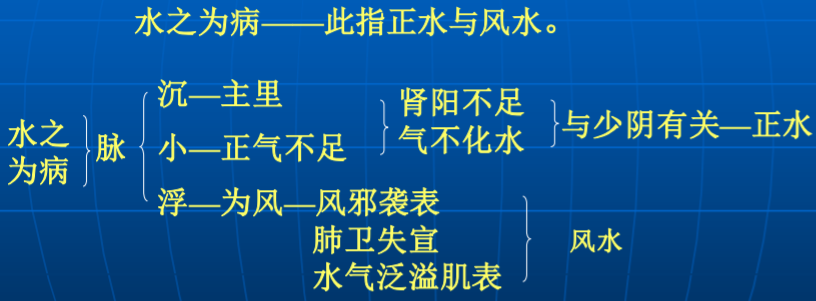 水之为病——此指正水与风水。
水之
为病
脉
沉—主里
小—正气不足
肾阳不足
气不化水
与少阴有关—正水
浮—为风—风邪袭表
肺卫失宣
水气泛溢肌表
风水